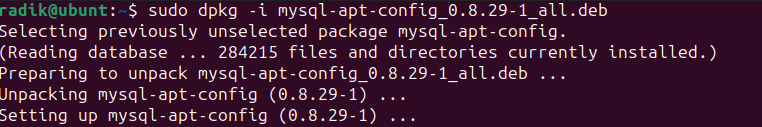 radik@ubunt:~$ sudo dpkg -i mysql-apt-config_0.8.29-1_all.deb
Selecting previously unselected package mysql-apt-config.
(Reading database ... 284215 files and directories currently installed.)
Preparing to unpack mysql-apt-config_0.8.29-1_all.deb ...
Unpacking mysql-apt-config (0.8.29-1) ...
Setting up mysql-apt-config (0.8.29-1) ...